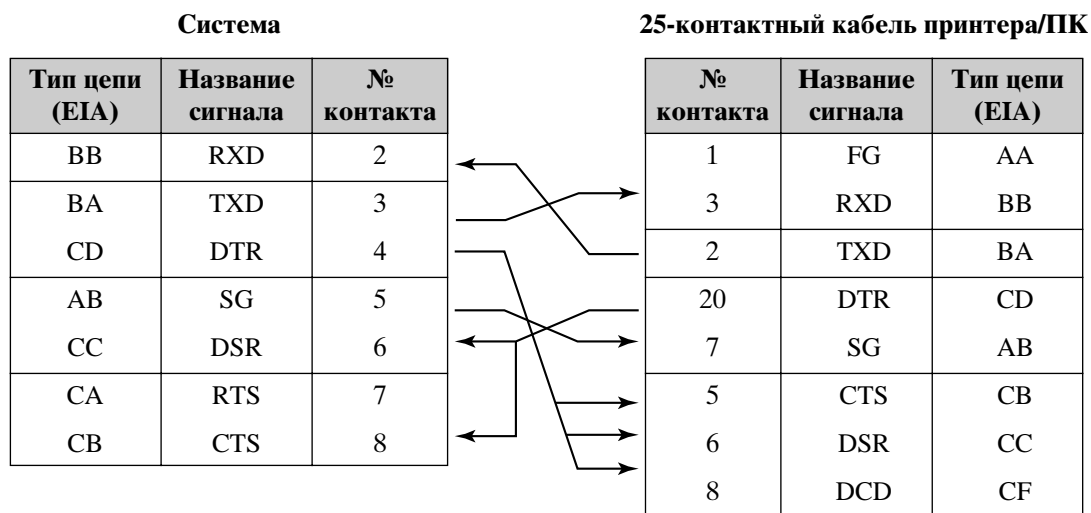 Система
Тип цепи (EIA) Название сигнала № контакта
BB RXD 2
BA TXD 3
CD DTR 4
AB SG 5
CC DSR 6
CA RTS 7
CB CTS 8
25-контактный кабель принтера/ПК
№ контакта Название сигнала Тип цепи (EIA)
1 FG AA
3 RXD BB
2 TXD BA
20 DTR CD
7 SG AB
5 CTS CB
6 DSR CC
8 DCD CF